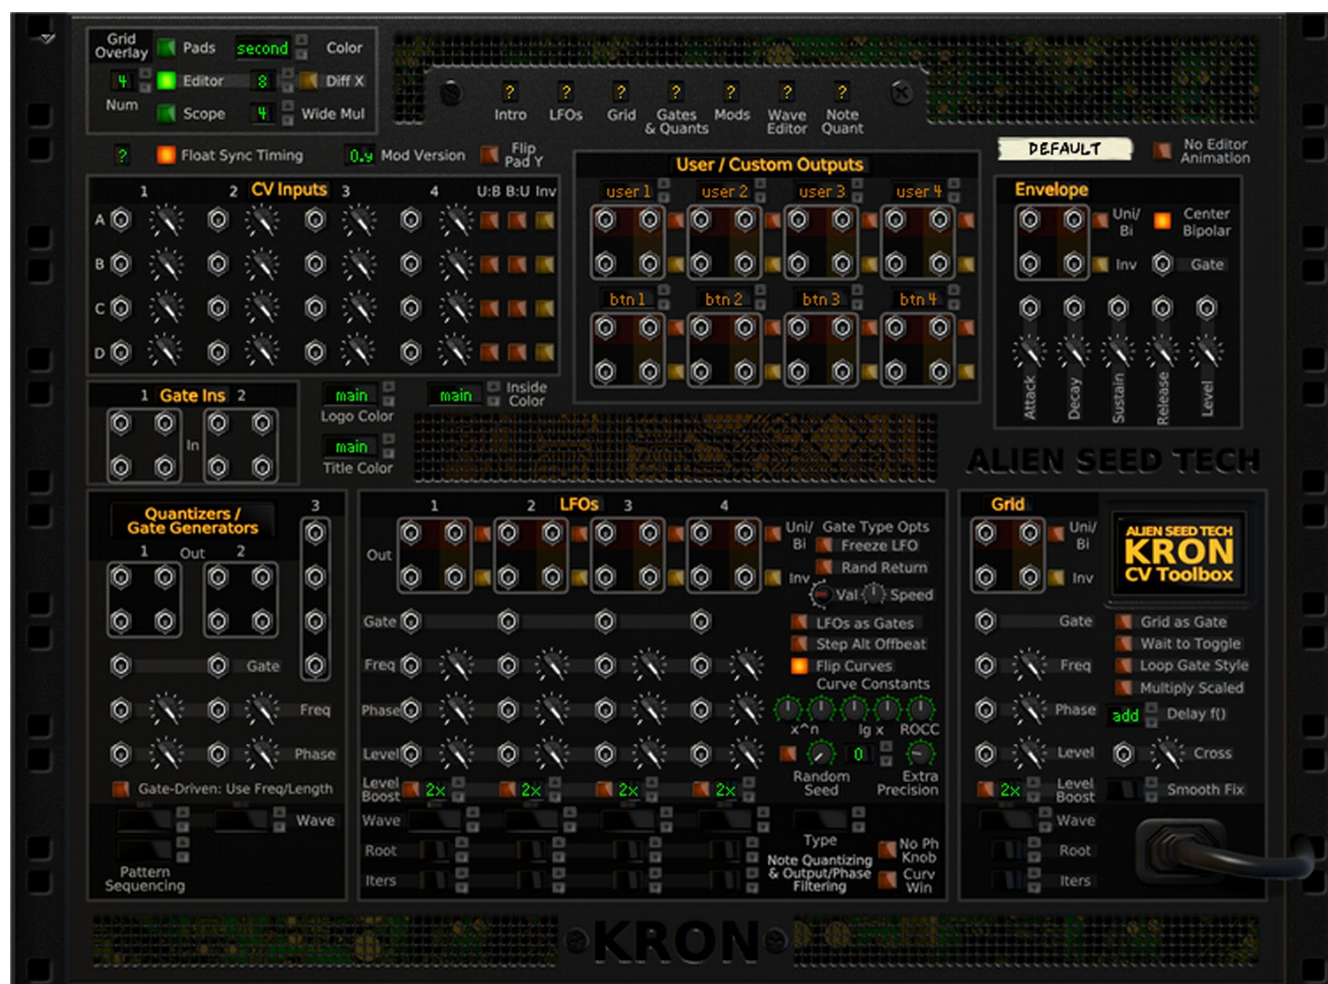 Grid
Overlay
Pads
second
Color
4
Editor
8
Diff X
Num
Scope
4
Wide Mul
?
?
?
?
?
?
?
Intro
LFOs
Grid
Gates
& Quants
Mods
Wave
Editor
Note
Quant
?
Float Sync Timing
0.y
Mod Version
Flip
Pad Y
DEFAULT
No Editor
Animation
1
2
CV Inputs
3
4
U:B B:U Inv
A
B
C
D
User / Custom Outputs
user 1
user 2
user 3
user 4
btn 1
btn 2
btn 3
btn 4
Envelope
Uni/
Bi
Center
Bipolar
Inv
Gate
Attack
Decay
Sustain
Release
Level
1
Gate Ins
2
In
main
Logo Color
main
Inside
Color
main
Title Color
ALIEN SEED TECH
Quantizers /
Gate Generators
3
1
Out
2
Gate
Freq
Phase
Gate-Driven: Use Freq/Length
Wave
Pattern
Sequencing
1
2
LFOs
3
4
Out
Uni/
Bi
Inv
Gate Type Opts
Freeze LFO
Rand Return
Val
Speed
Gate
LFOs as Gates
Step Alt Offbeat
Freq
Flip Curves
Curve Constants
Phase
x^n
lg x
ROCC
Level
0
Random
Seed
Extra
Precision
Level
Boost
2x
2x
2x
2x
Wave
Type
Root
Iters
Note Quantizing
& Output/Phase
Filtering
No Ph
Knob
Curv
Win
Grid
Uni/
Bi
Inv
ALIEN SEED TECH
KRON
CV Toolbox
Gate
Grid as Gate
Wait to Toggle
Freq
Loop Gate Style
Multiply Scaled
Phase
add
Delay f()
Level
Cross
2x
Level
Boost
Smooth Fix
Wave
Root
Iters
KRON